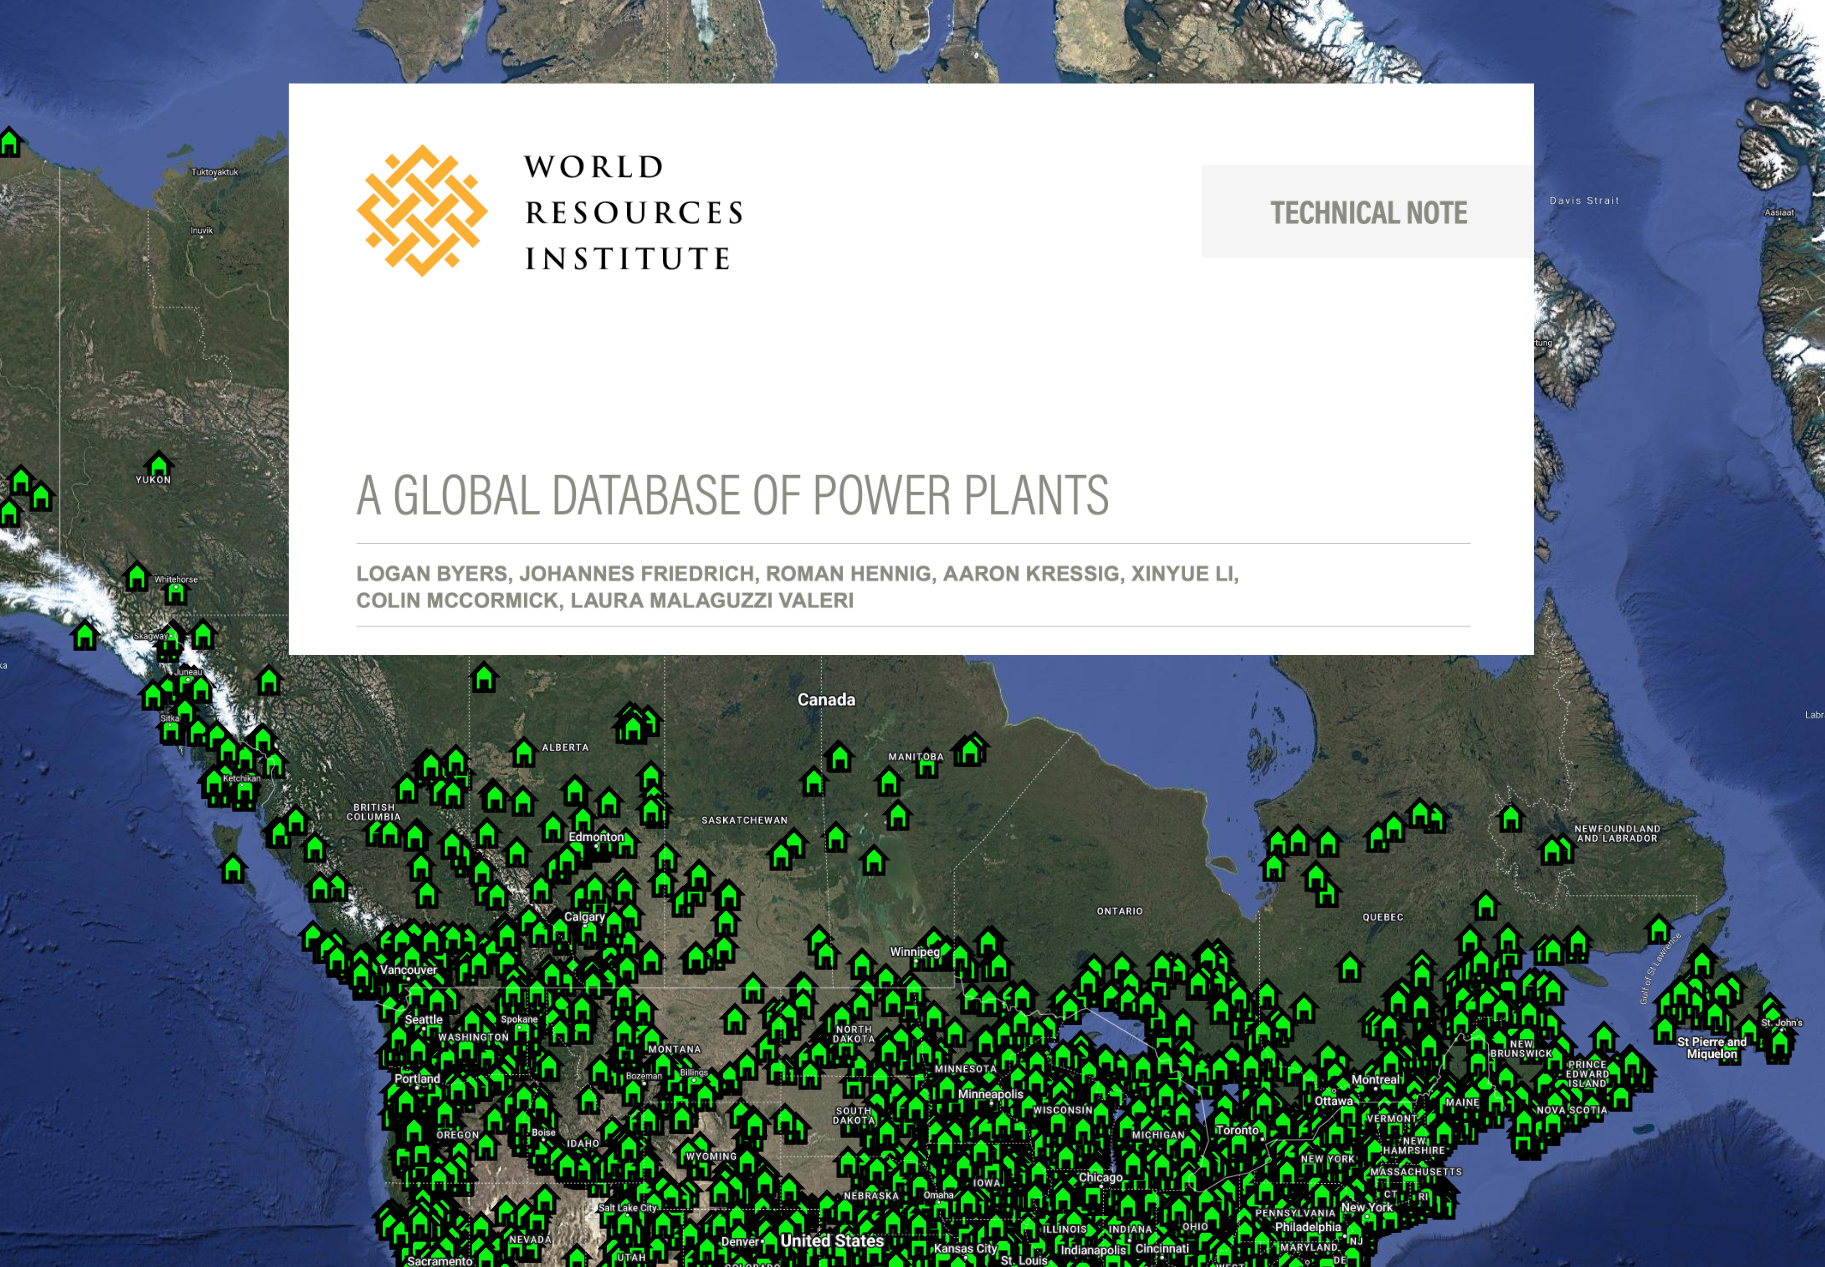 WORLD
RESOURCES
INSTITUTE
TECHNICAL NOTE
A GLOBAL DATABASE OF POWER PLANTS
LOGAN BYERS, JOHANNES FRIEDRICH, ROMAN HENNIG, AARON KRESSIG, XINYUE LI,
COLIN MCCORMICK, LAURA MALAGUZZI VALERI
Tuktoyaktuk
Inuvik
Davis Strait
Aasiaat
YUKON
Whitehorse
Skagway
Juneau
Sitka
Ketchikan
Canada
ALBERTA
MANITOBA
BRITISH
COLUMBIA
SASKATCHEWAN
Edmonton
NEWFOUNDLAND
AND LABRADOR
ONTARIO
QUEBEC
Calgary
Winnipeg
Vancouver
Gulf of St Lawrence
Seattle
Spokane
WASHINGTON
NORTH
DAKOTA
St. John's
St Pierre and
Miquelon
MONTANA
NEW
BRUNSWICK
PRINCE
EDWARD
ISLAND
Portland
Bozeman
Billings
MINNESOTA
Minneapolis
Montreal
Ottawa
MAINE
NOVA SCOTIA
SOUTH
DAKOTA
WISCONSIN
VERMONT
OREGON
Boise
IDAHO
MICHIGAN
Toronto
NEW
HAMPSHIRE
WYOMING
NEW YORK
MASSACHUSETTS
Chicago
IOWA
NEBRASKA
Omaha
CT
RI
Salt Lake City
PENNSYLVANIA
New York
ILLINOIS
INDIANA
OHIO
Philadelphia
NEVADA
Denver
United States
Kansas City
Indianapolis
Cincinnati
MARYLAND
NJ
Sacramento
UTAH
COLORADO
St. Louis
WEST
DE